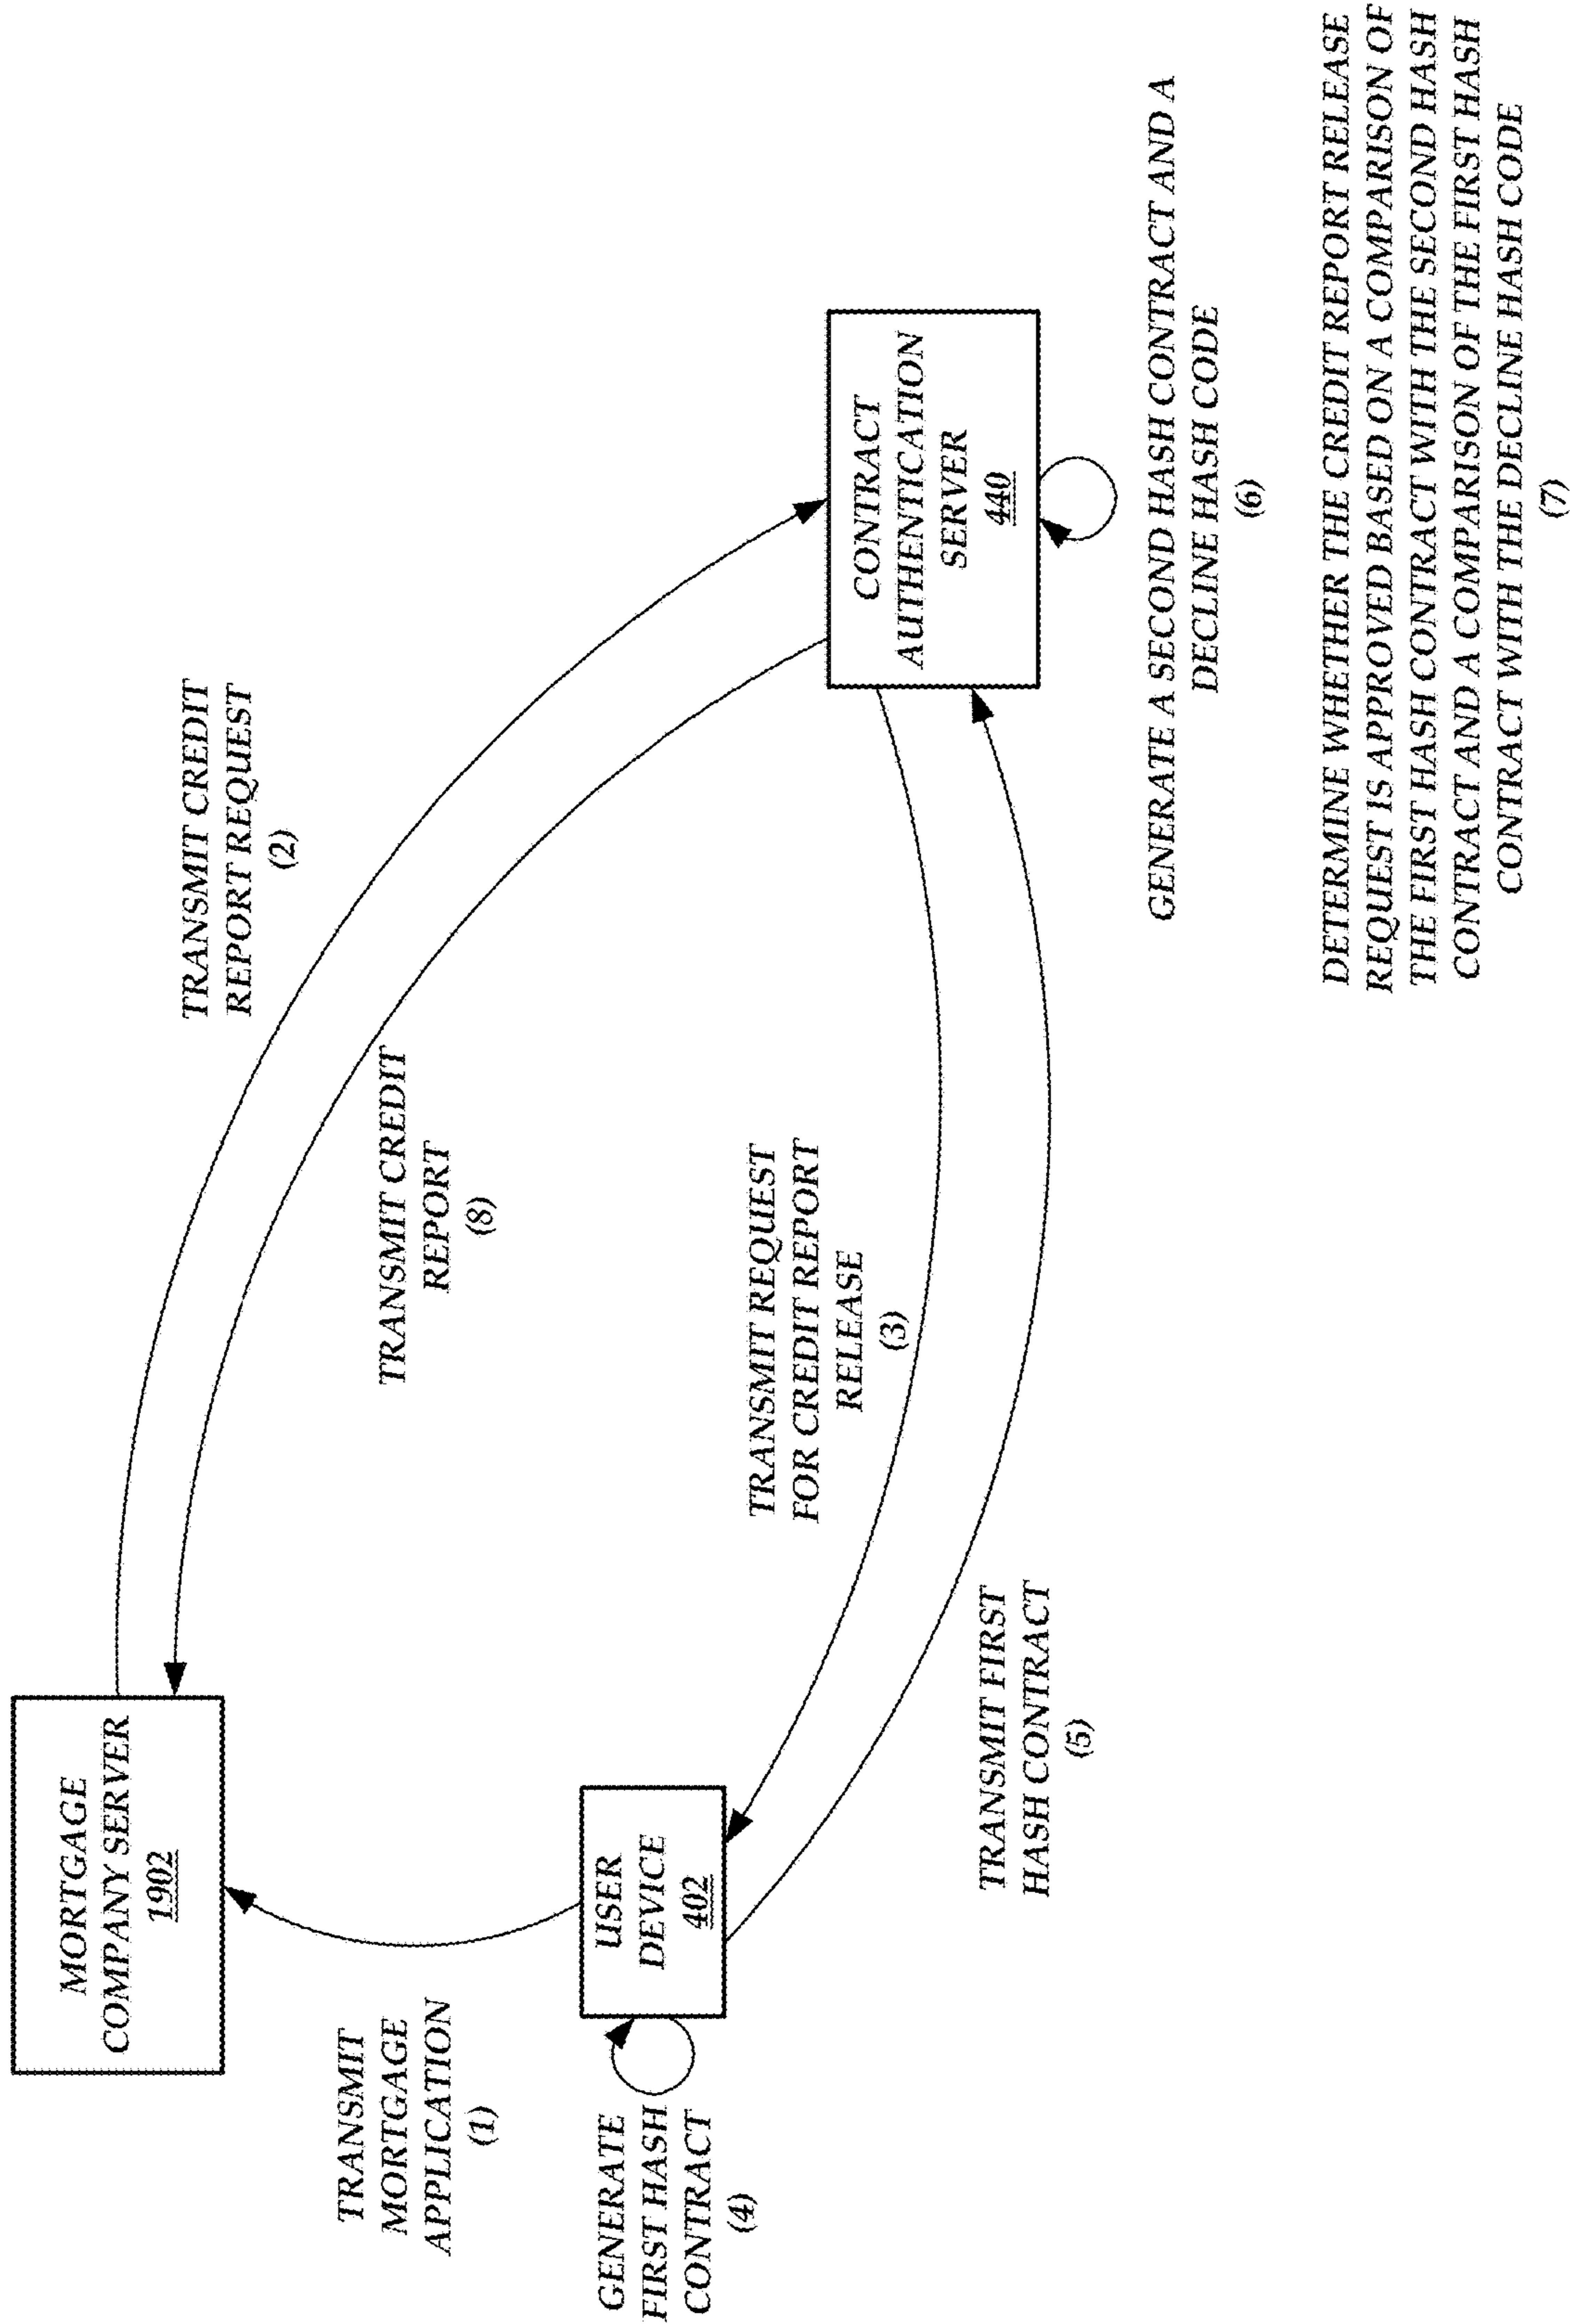 MORTGAGE
COMPANY SERVER
1902
TRANSMIT CREDIT
REPORT REQUEST
(2)
TRANSMIT
MORTGAGE
APPLICATION
(1)
TRANSMIT CREDIT
REPORT
(8)
GENERATE
FIRST HASH
CONTRACT
(4)
USER
DEVICE
402
TRANSMIT REQUEST
FOR CREDIT REPORT
RELEASE
(3)
CONTRACT
AUTHENTICATION
SERVER
440
TRANSMIT FIRST
HASH CONTRACT
(5)
GENERATE A SECOND HASH CONTRACT AND A
DECLINE HASH CODE
(6)
DETERMINE WHETHER THE CREDIT REPORT RELEASE
REQUEST IS APPROVED BASED ON A COMPARISON OF
THE FIRST HASH CONTRACT WITH THE SECOND HASH
CONTRACT AND A COMPARISON OF THE FIRST HASH
CONTRACT WITH THE DECLINE HASH CODE
(7)